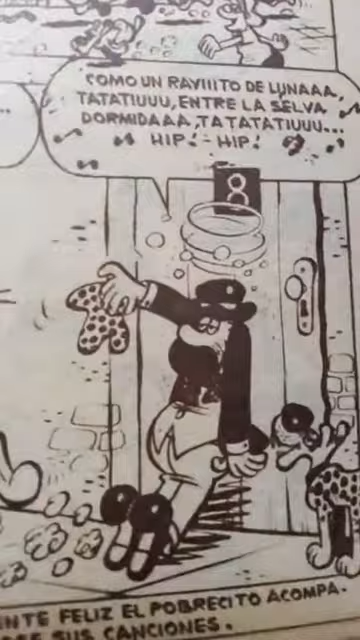 COMO UN RAYIIITO DE LUNAAA,
TATATIUUU, ENTRE LA SELVA
DORMIDAAA, TATATATIUUU...
HIP! - HIP!
8
NTE FELIZ EL POBRECITO ACOMPA-
SUS CANCIONES.